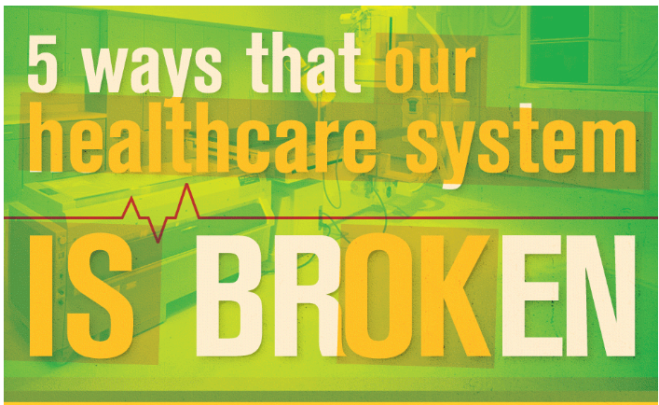 5 ways that our
healthcare system
IS BROKEN